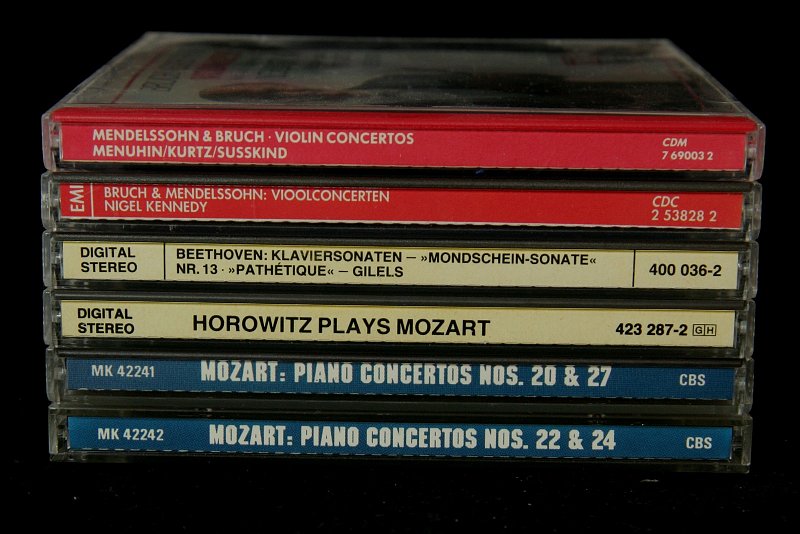 MENDELSSOHN & BRUCH · VIOLIN CONCERTOS
MENUHIN/KURTZ/SUSSKIND
CDM
7 69003 2
EMI
BRUCH & MENDELSSOHN: VIOOLCONCERTEN
NIGEL KENNEDY
CDC
2 53828 2
DIGITAL
STEREO
BEETHOVEN: KLAVIERSONATEN – »MONDSCHEIN-SONATE«
NR. 13 · »PATHÉTIQUE« – GILELS
400 036-2
DIGITAL
STEREO
HOROWITZ PLAYS MOZART
423 287-2 GH
MK 42241
MOZART: PIANO CONCERTOS NOS. 20 & 27
CBS
MK 42242
MOZART: PIANO CONCERTOS NOS. 22 & 24
CBS